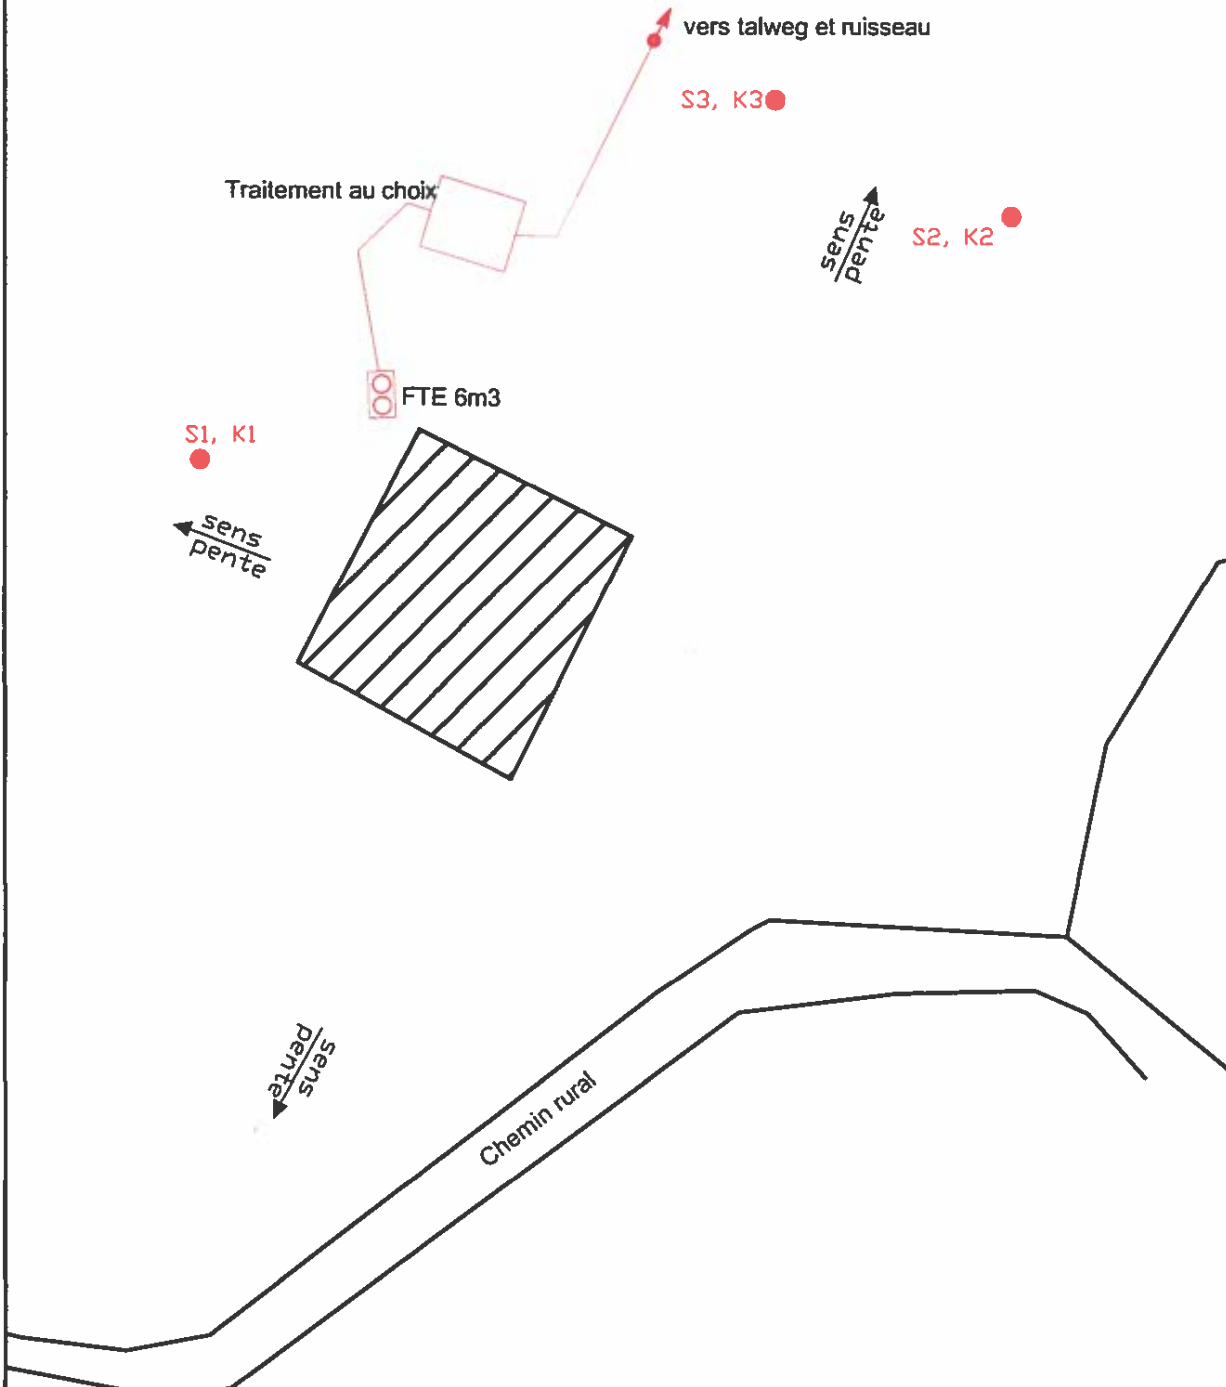 vers talweg et ruisseau
S3, K3
Traitement au choix
sens
pente
S2, K2
FTE 6m3
S1, K1
sens
pente
sens
pente
Chemin rural